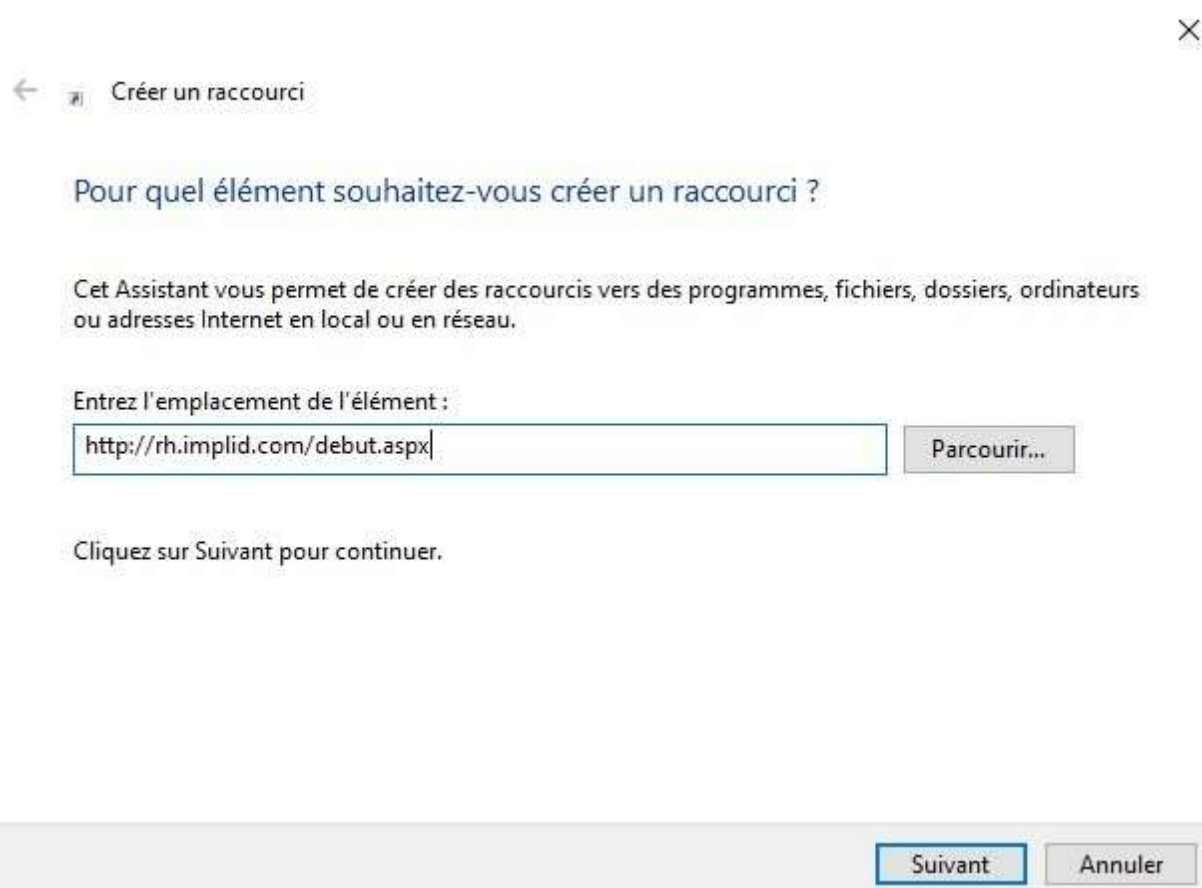 Créer un raccourci
Pour quel élément souhaitez-vous créer un raccourci ?
Cet Assistant vous permet de créer des raccourcis vers des programmes, fichiers, dossiers, ordinateurs
ou adresses Internet en local ou en réseau.
Entrez l'emplacement de l'élément :
http://rh.implid.com/debut.aspx
Parcourir...
Cliquez sur Suivant pour continuer.
Suivant
Annuler